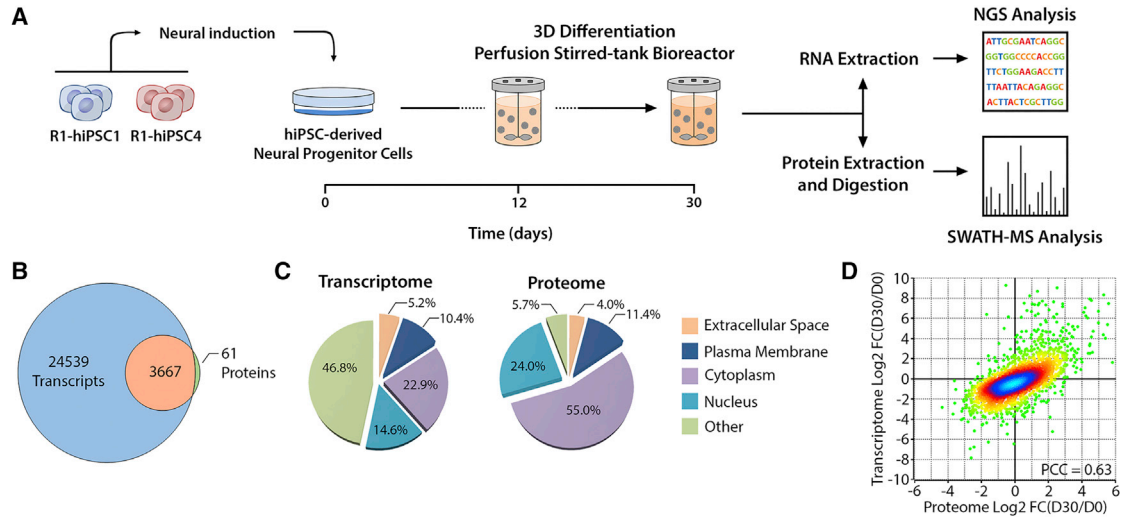 A
Neural induction
R1-hiPSC1
R1-hiPSC4
hiPSC-derived
Neural Progenitor Cells
3D Differentiation
Perfusion Stirred-tank Bioreactor
0
12
30
Time (days)
RNA Extraction
Protein Extraction
and Digestion
NGS Analysis
ATTGCGAATCAGGC
GGTGGCCCCACCGG
TTCTGGAAGACCTT
TTAATTACAGAGGC
ACTTACTCGCTTGG
SWATH-MS Analysis
B
24539
Transcripts
3667
61
Proteins
C
Transcriptome
5.2%
10.4%
22.9%
14.6%
46.8%
Proteome
5.7%
4.0%
11.4%
24.0%
55.0%
Extracellular Space
Plasma Membrane
Cytoplasm
Nucleus
Other
D
Transcriptome Log2 FC(D30/D0)
10
8
6
4
2
0
-2
-4
-6
-8
-10
PCC = 0.63
-6
-4
-2
0
2
4
6
Proteome Log2 FC(D30/D0)